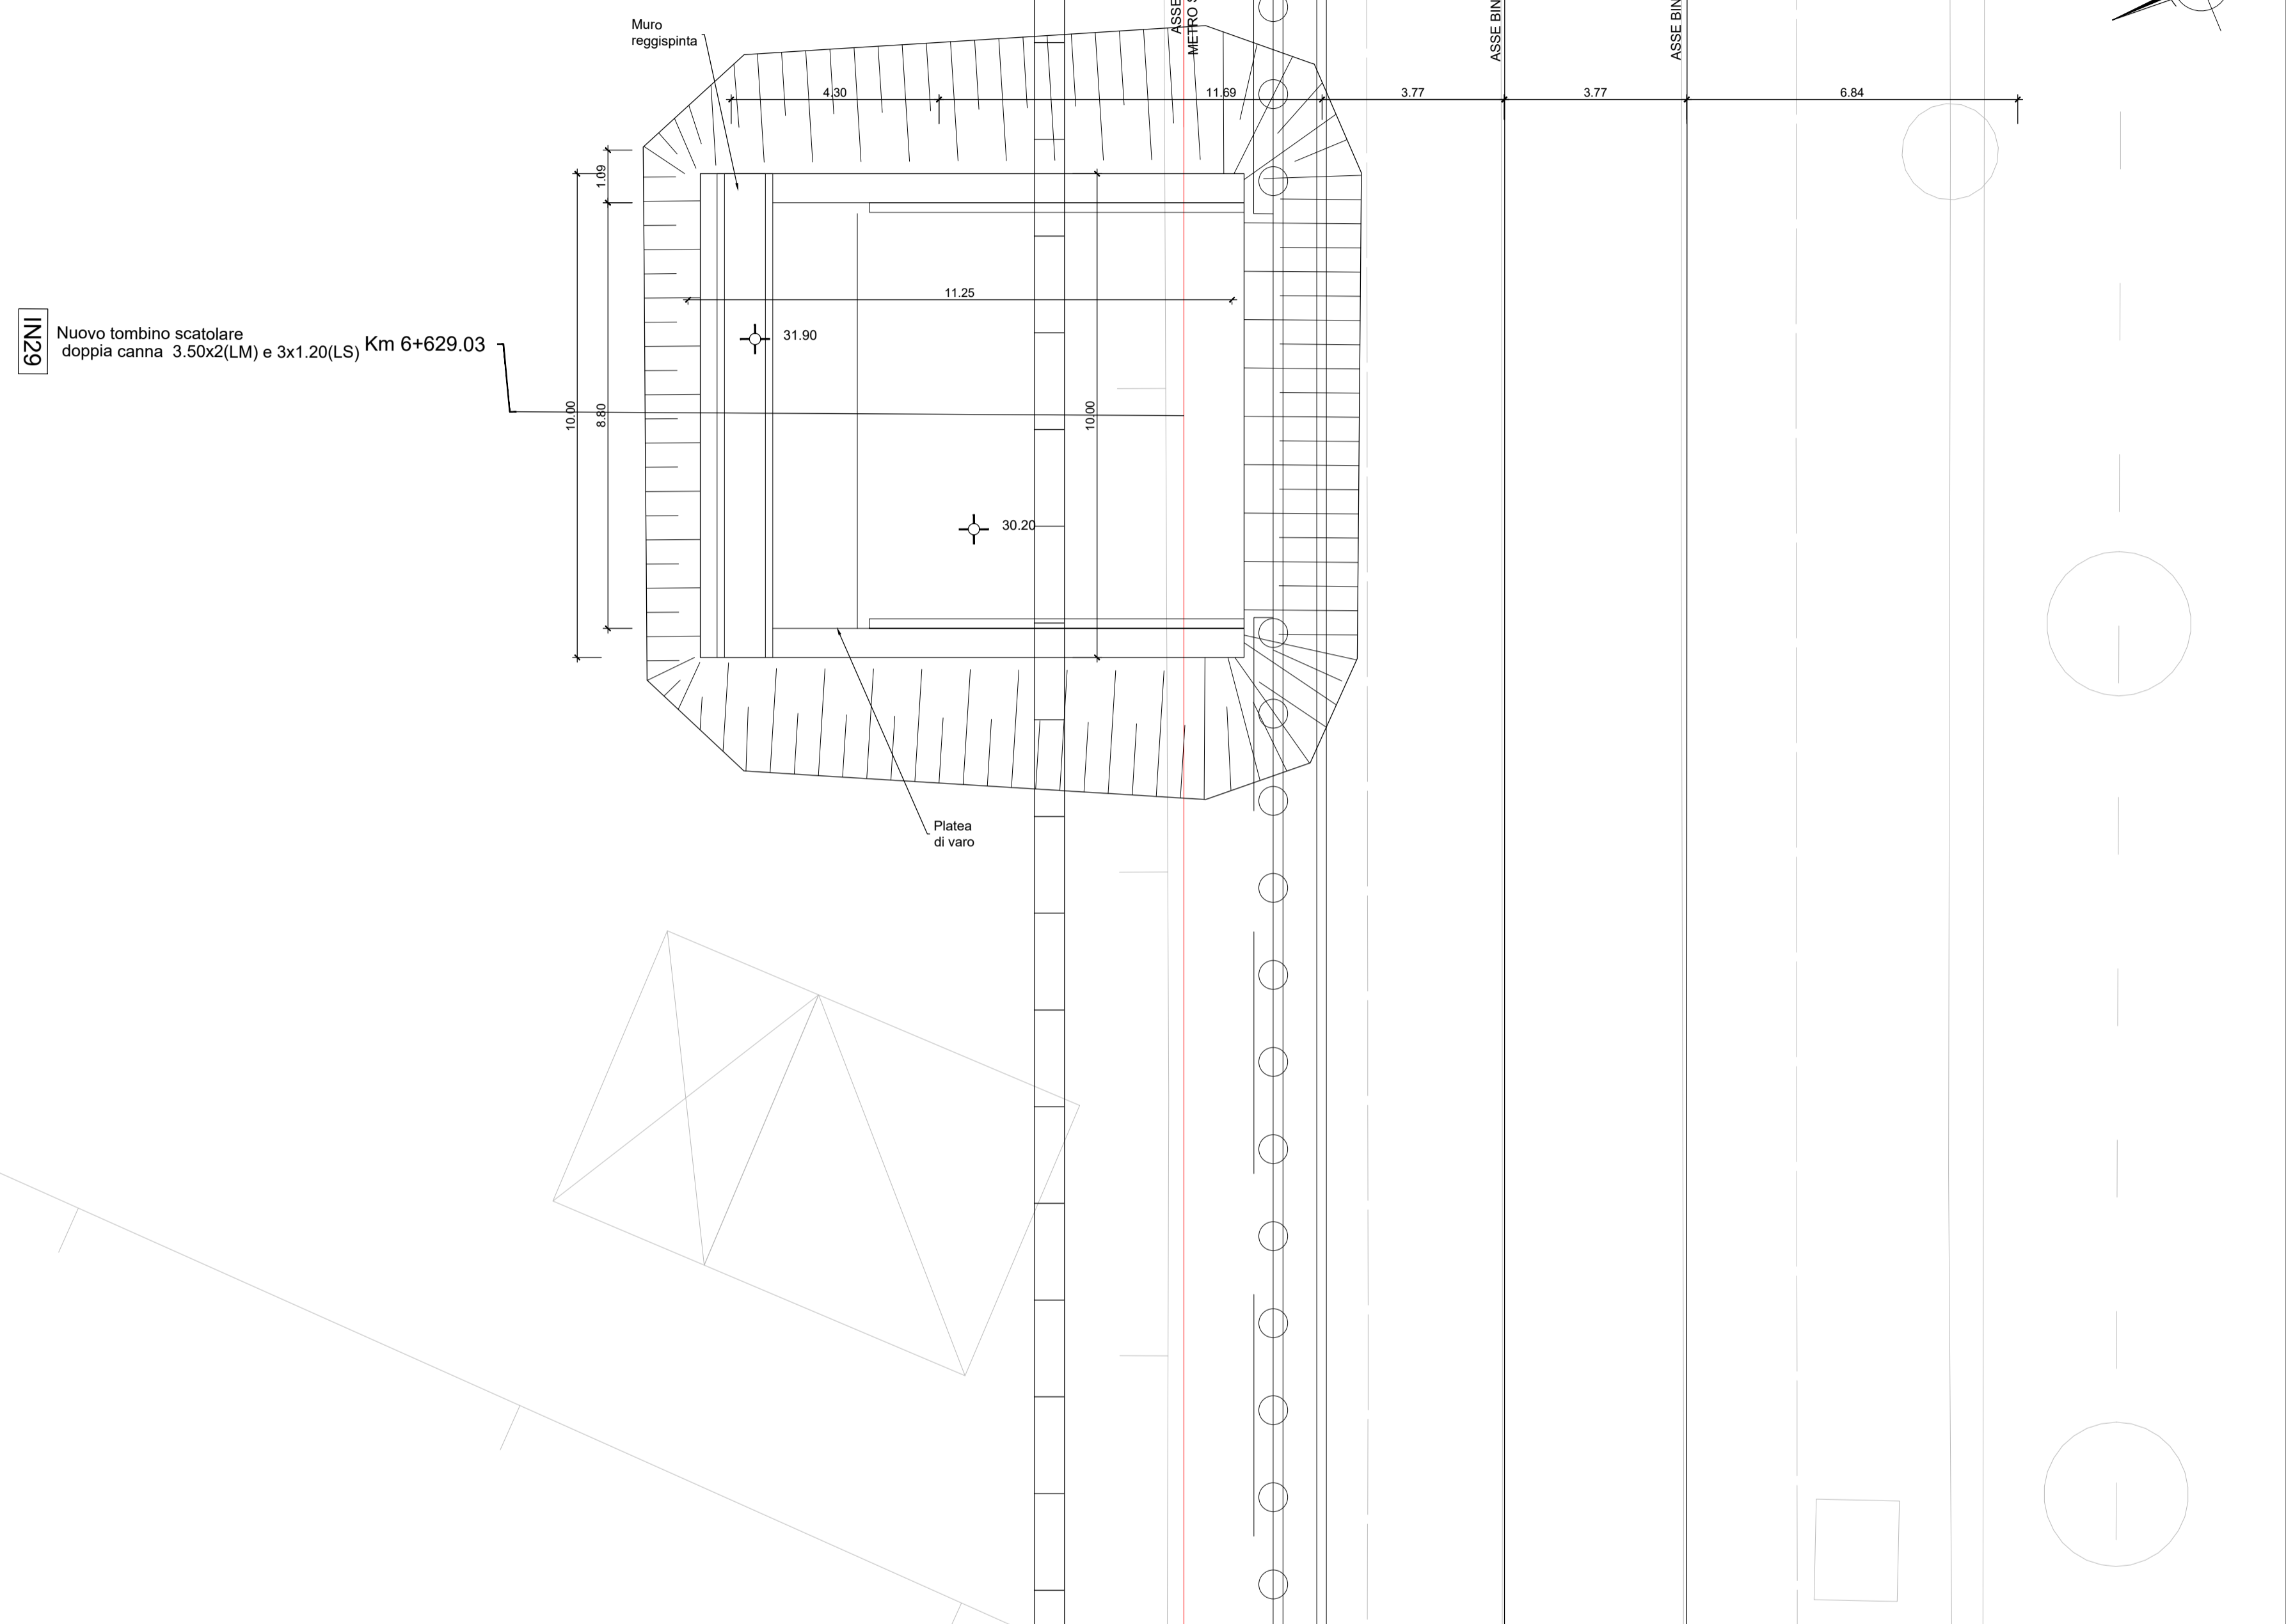 Muro
reggispinta
ASSE
METRO S
ASSE BIN
ASSE BIN
4.30
11.69
3.77
3.77
6.84
1.09
11.25
31.90
IN29
Nuovo tombino scatolare
doppia canna 3.50x2(LM) e 3x1.20(LS)
Km 6+629.03
10.00
8.80
10.00
30.20
Platea
di varo